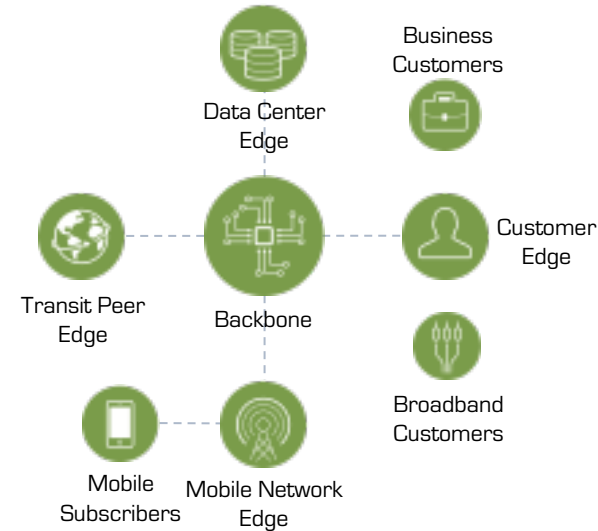 Business
Customers
Data Center
Edge
Customer
Edge
Transit Peer
Edge
Backbone
Broadband
Customers
Mobile
Subscribers
Mobile Network
Edge